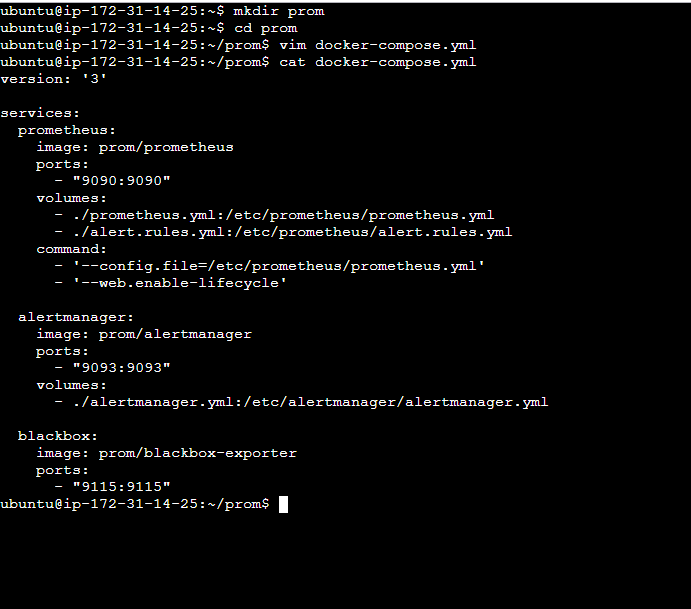 ubuntu@ip-172-31-14-25:~$ mkdir prom
ubuntu@ip-172-31-14-25:~$ cd prom
ubuntu@ip-172-31-14-25:~/prom$ vim docker-compose.yml
ubuntu@ip-172-31-14-25:~/prom$ cat docker-compose.yml
version: '3'

services:
  prometheus:
    image: prom/prometheus
    ports:
      - "9090:9090"
    volumes:
      - ./prometheus.yml:/etc/prometheus/prometheus.yml
      - ./alert.rules.yml:/etc/prometheus/alert.rules.yml
    command:
      - '--config.file=/etc/prometheus/prometheus.yml'
      - '--web.enable-lifecycle'

  alertmanager:
    image: prom/alertmanager
    ports:
      - "9093:9093"
    volumes:
      - ./alertmanager.yml:/etc/alertmanager/alertmanager.yml

  blackbox:
    image: prom/blackbox-exporter
    ports:
      - "9115:9115"
ubuntu@ip-172-31-14-25:~/prom$